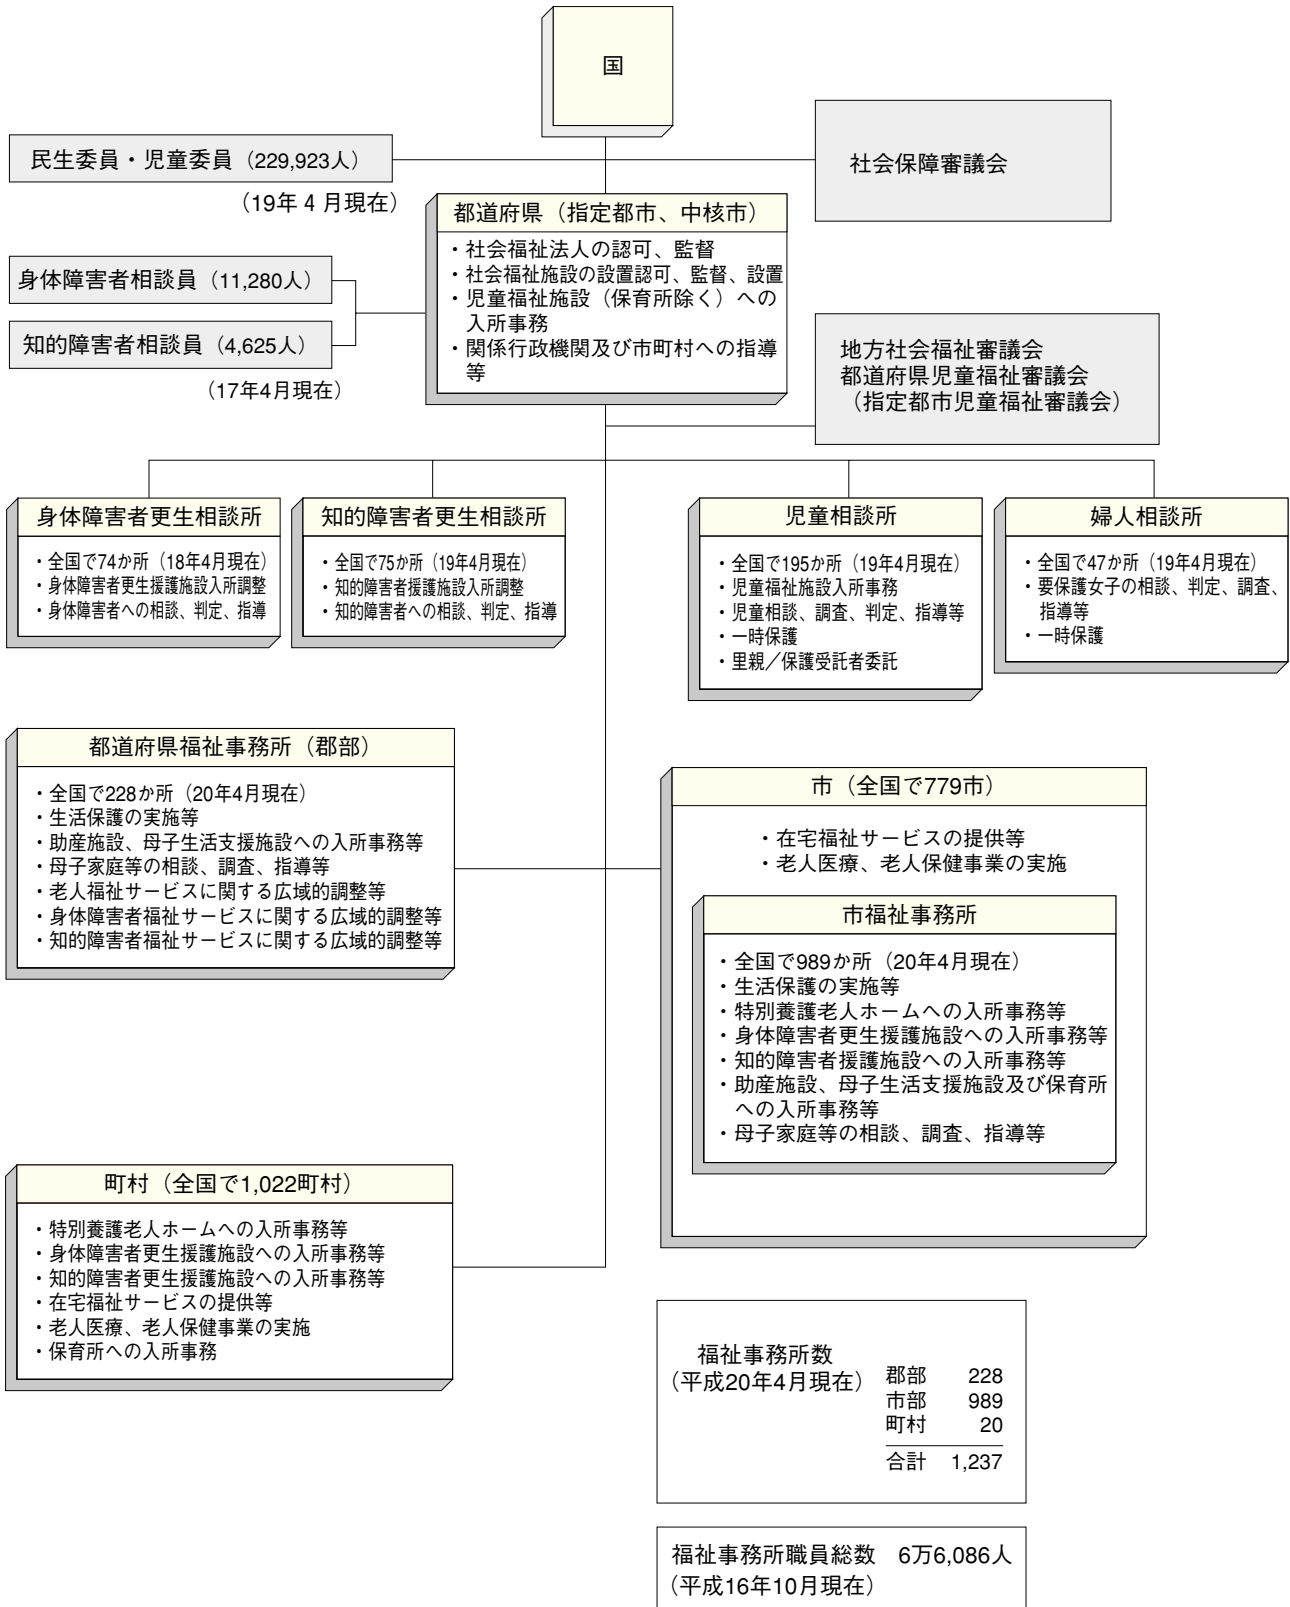 国
民生委員・児童委員（229,923人）
（19年４月現在）
社会保障審議会
都道府県（指定都市、中核市）
・社会福祉法人の認可、監督
・社会福祉施設の設置認可、監督、設置
・児童福祉施設（保育所除く）への
入所事務
・関係行政機関及び市町村への指導
等
身体障害者相談員（11,280人）
知的障害者相談員（4,625人）
（17年4月現在）
地方社会福祉審議会
都道府県児童福祉審議会
（指定都市児童福祉審議会）
身体障害者更生相談所
・全国で74か所（18年4月現在）
・身体障害者更生援護施設入所調整
・身体障害者への相談、判定、指導
知的障害者更生相談所
・全国で75か所（19年4月現在）
・知的障害者援護施設入所調整
・知的障害者への相談、判定、指導
児童相談所
・全国で195か所（19年4月現在）
・児童福祉施設入所事務
・児童相談、調査、判定、指導等
・一時保護
・里親／保護受託者委託
婦人相談所
・全国で47か所（19年4月現在）
・要保護女子の相談、判定、調査、
指導等
・一時保護
都道府県福祉事務所（郡部）
・全国で228か所（20年4月現在）
・生活保護の実施等
・助産施設、母子生活支援施設への入所事務等
・母子家庭等の相談、調査、指導等
・老人福祉サービスに関する広域的調整等
・身体障害者福祉サービスに関する広域的調整等
・知的障害者福祉サービスに関する広域的調整等
市（全国で779市）
・在宅福祉サービスの提供等
・老人医療、老人保健事業の実施
市福祉事務所
・全国で989か所（20年4月現在）
・生活保護の実施等
・特別養護老人ホームへの入所事務等
・身体障害者更生援護施設への入所事務等
・知的障害者援護施設への入所事務等
・助産施設、母子生活支援施設及び保育所
への入所事務等
・母子家庭等の相談、調査、指導等
町村（全国で1,022町村）
・特別養護老人ホームへの入所事務等
・身体障害者更生援護施設への入所事務等
・知的障害者更生援護施設への入所事務等
・在宅福祉サービスの提供等
・老人医療、老人保健事業の実施
・保育所への入所事務
福祉事務所数
（平成20年4月現在）
郡部 228
市部 989
町村 20
合計 1,237
福祉事務所職員総数 6万6,086人
（平成16年10月現在）